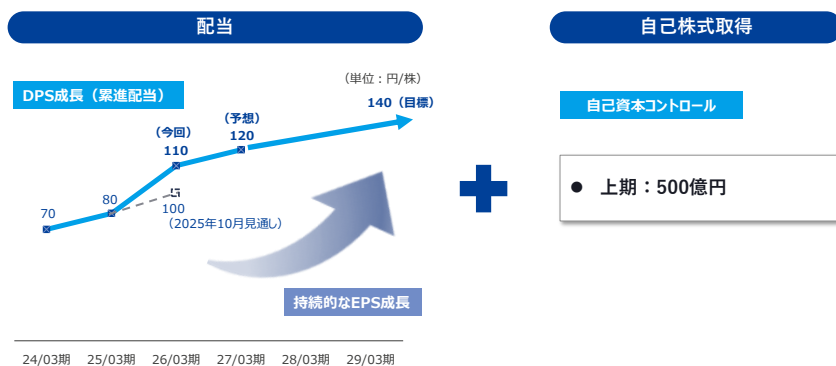 配当
自己株式取得
（単位：円/株）
DPS成長（累進配当）
140（目標）
（予想）
120
（今回）
110
自己資本コントロール
80
70
100
（2025年10月見通し）
● 上期：500億円
持続的なEPS成長
24/03期 25/03期 26/03期 27/03期 28/03期 29/03期